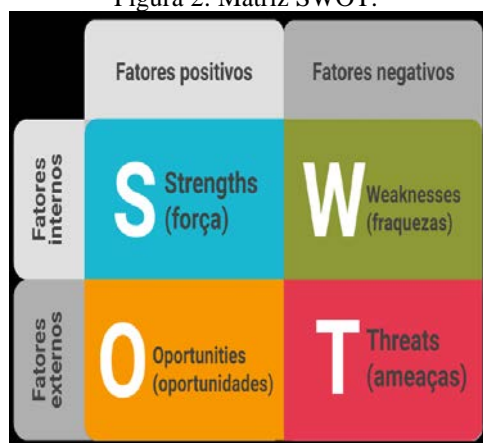 Figura 2: Matriz SWOT.
Fatores positivos
Fatores negativos
Fatores
internos
S
Strengths
(força)
W
Weaknesses
(fraquezas)
Fatores
externos
O
Oportunities
(oportunidades)
T
Threats
(ameaças)